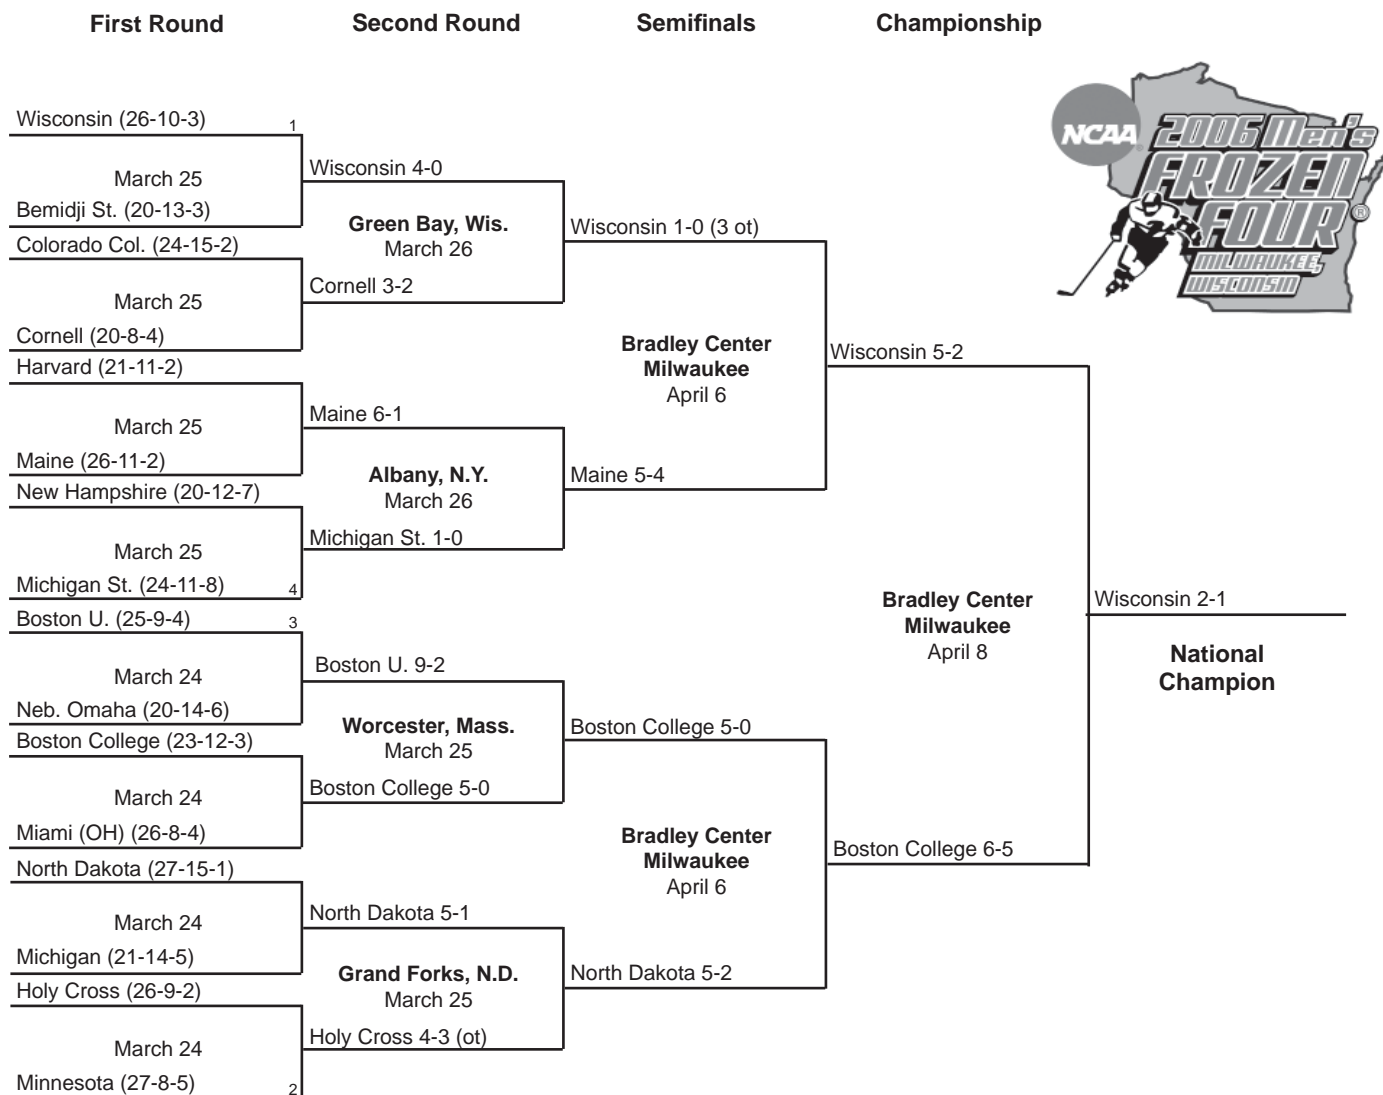 First Round Second Round Semifinals Championship
Wisconsin (26-10-3) 1
March 25
Bemidji St. (20-13-3)
Colorado Col. (24-15-2)
March 25
Cornell (20-8-4)
Harvard (21-11-2)
March 25
Maine (26-11-2)
New Hampshire (20-12-7)
March 25
Michigan St. (24-11-8) 4
Boston U. (25-9-4) 3
March 24
Neb. Omaha (20-14-6)
Boston College (23-12-3)
March 24
Miami (OH) (26-8-4)
North Dakota (27-15-1)
March 24
Michigan (21-14-5)
Holy Cross (26-9-2)
March 24
Minnesota (27-8-5) 2
Wisconsin 4-0
Green Bay, Wis.
March 26
Cornell 3-2
Maine 6-1
Albany, N.Y.
March 26
Michigan St. 1-0
Boston U. 9-2
Worcester, Mass.
March 25
Boston College 5-0
North Dakota 5-1
Grand Forks, N.D.
March 25
Holy Cross 4-3 (ot)
Wisconsin 1-0 (3 ot)
Bradley Center
Milwaukee
April 6
Maine 5-4
Boston College 5-0
Bradley Center
Milwaukee
April 6
North Dakota 5-2
Wisconsin 5-2
Bradley Center
Milwaukee
April 8
Boston College 6-5
Wisconsin 2-1
National
Champion
NCAA
2006 Men's
FROZEN
FOUR ®
MILWAUKEE,
WISCONSIN